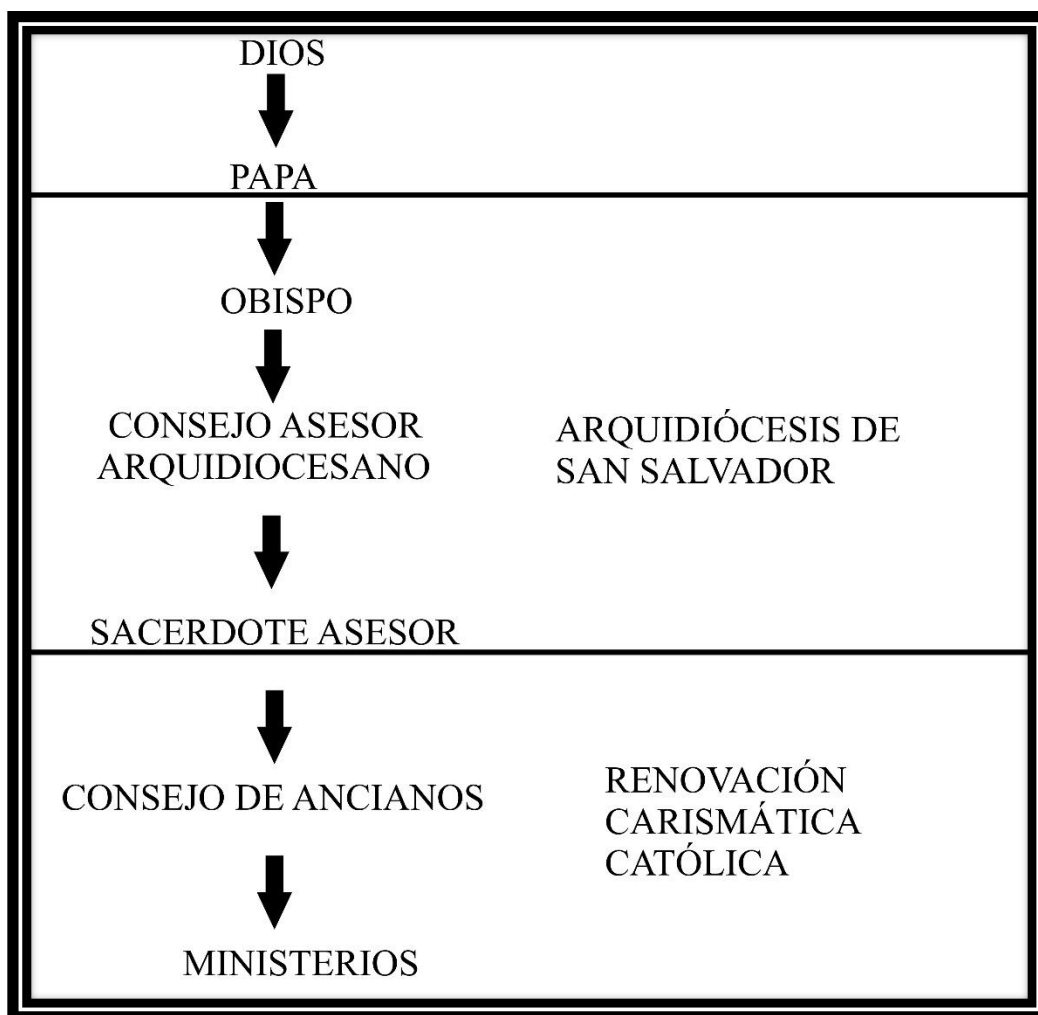 DIOS
PAPA
OBISPO
CONSEJO ASESOR
ARQUIDIOCESANO
ARQUIDIÓCESIS DE
SAN SALVADOR
SACERDOTE ASESOR
CONSEJO DE ANCIANOS
RENOVACIÓN
CARISMÁTICA
CATÓLICA
MINISTERIOS